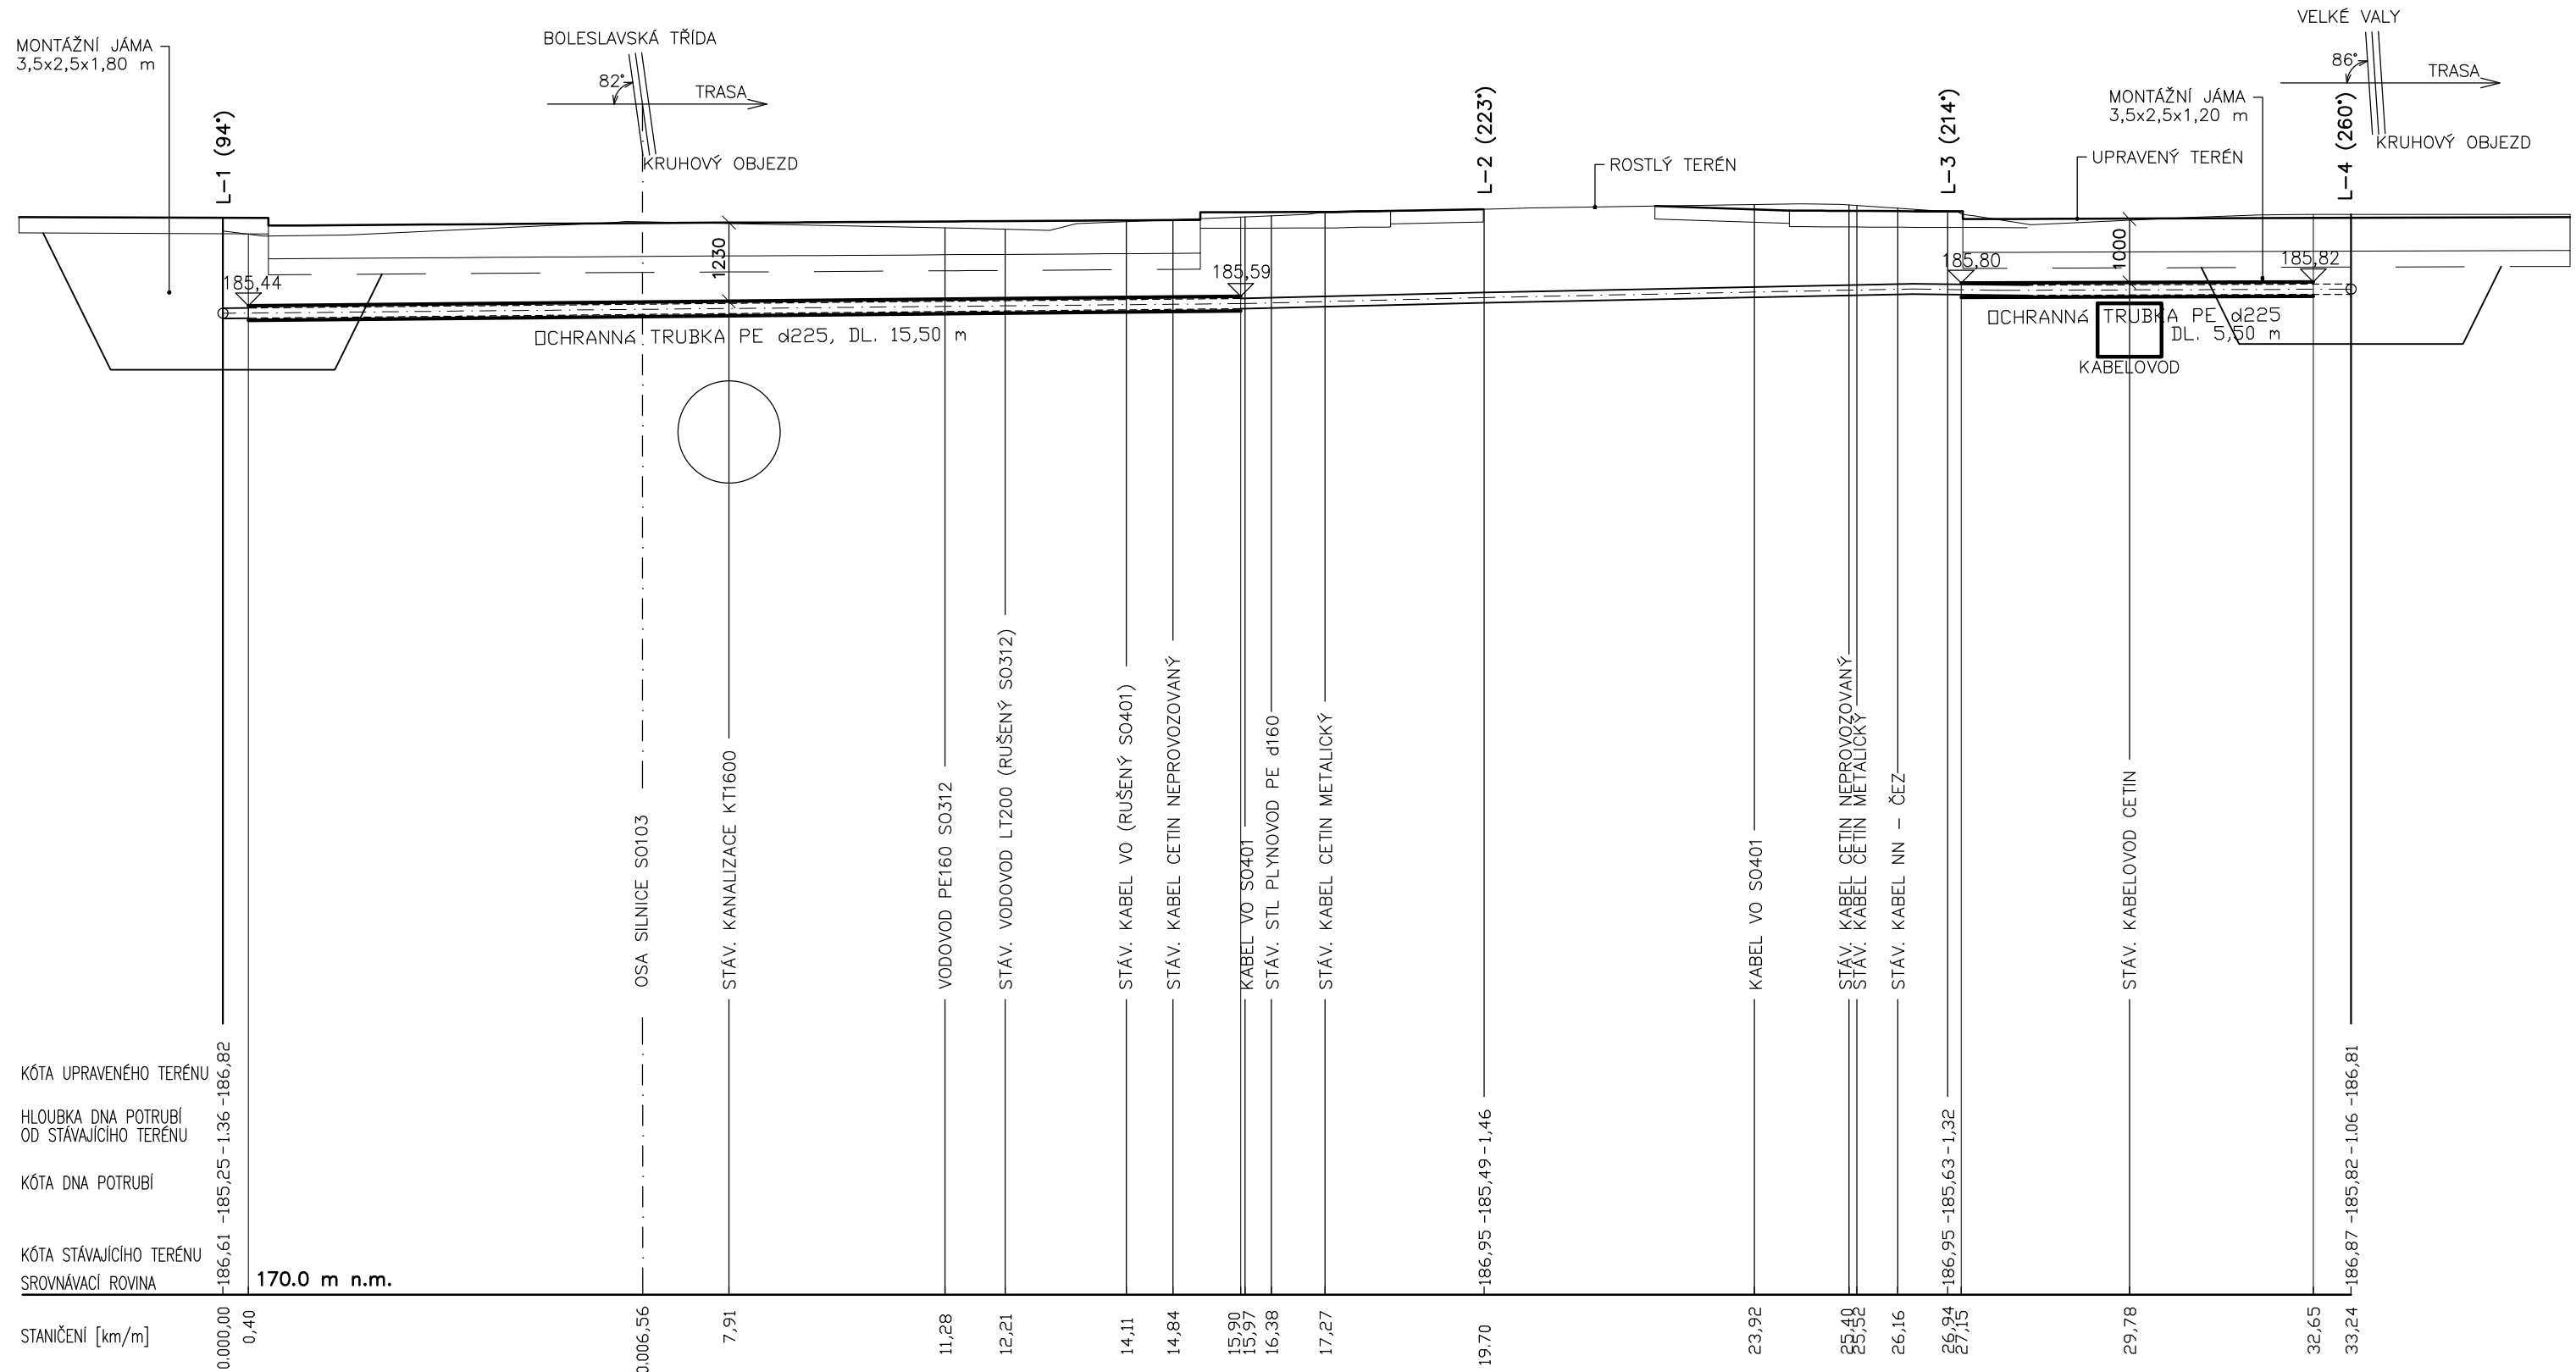 VELKÉ VALY
MONTÁŽNÍ JÁMA
3,5x2,5x1,80 m
BOLESLAVSKÁ TŘÍDA
82°
TRASA
KRUHOVÝ OBJEZD
86°
TRASA
MONTÁŽNÍ JÁMA
3,5x2,5x1,20 m
KRUHOVÝ OBJEZD
L-1 (94°)
L-2 (223°)
L-3 (214°)
L-4 (260°)
ROSTLÝ TERÉN
UPRAVENÝ TERÉN
185,44
1230
185,59
185,80
1000
185,82
OCHRANNÁ TRUBKA PE d225, DL. 15,50 m
OCHRANNÁ TRUBKA PE d225
DL. 5,50 m
KABELOVOD
OSA SILNICE SO103
STÁV. KANALIZACE KT1600
VODOVOD PE160 SO312
STÁV. VODOVOD LT200 (RUŠENÝ SO312)
STÁV. KABEL VO (RUŠENÝ SO401)
STÁV. KABEL CETIN NEPROVOZOVANÝ
KABEL VO SO401
STÁV. STL PLYNOVOD PE d160
STÁV. KABEL CETIN METALICKÝ
KABEL VO SO401
STÁV. KABEL CETIN NEPROVOZOVANÝ
STÁV. KABEL CETIN METALICKÝ
STÁV. KABEL NN – ČEZ
STÁV. KABELOVOD CETIN
KÓTA UPRAVENÉHO TERÉNU
HLOUBKA DNA POTRUBÍ
OD STÁVAJÍCÍHO TERÉNU
KÓTA DNA POTRUBÍ
KÓTA STÁVAJÍCÍHO TERÉNU
SROVNÁVACÍ ROVINA
170.0 m n.m.
-186,61 -185,25 -1.36 -186,82
-186,95 -185,49 -1,46
-186,95 -185,63 -1,32
-186,87 -185,82 -1.06 -186,81
STANIČENÍ [km/m]
0.000,00
0,40
0.006,56
7,91
11,28
12,21
14,11
14,84
15,90
15,97
16,38
17,27
19.70
23,92
25,40
25,52
26,16
26,94
27,15
29,78
32,65
33,24